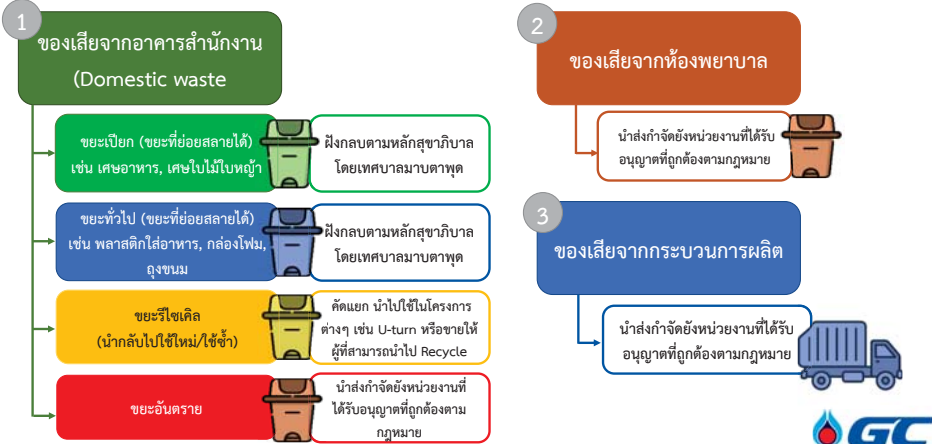 1
ของเสียจากอาคารสำนักงาน
(Domestic waste
ขยะเปียก (ขยะที่ย่อยสลายได้)
เช่น เศษอาหาร, เศษใบไม้ใบหญ้า
ฝังกลบตามหลักสุขาภิบาล
โดยเทศบาลมาบตาพุด
ขยะทั่วไป (ขยะที่ย่อยสลายได้)
เช่น พลาสติกใส่อาหาร, กล่องโฟม,
ถุงขนม
ฝังกลบตามหลักสุขาภิบาล
โดยเทศบาลมาบตาพุด
ขยะรีไซเคิล
(นำกลับไปใช้ใหม่/ใช้ซ้ำ)
คัดแยก นำไปใช้ในโครงการ
ต่างๆ เช่น U-turn หรือขายให้
ผู้ที่สามารถนำไป Recycle
ขยะอันตราย
นำส่งกำจัดยังหน่วยงานที่
ได้รับอนุญาตที่ถูกต้องตาม
กฎหมาย
2
ของเสียจากห้องพยาบาล
นำส่งกำจัดยังหน่วยงานที่ได้รับ
อนุญาตที่ถูกต้องตามกฎหมาย
3
ของเสียจากกระบวนการผลิต
นำส่งกำจัดยังหน่วยงานที่ได้รับ
อนุญาตที่ถูกต้องตามกฎหมาย
GC